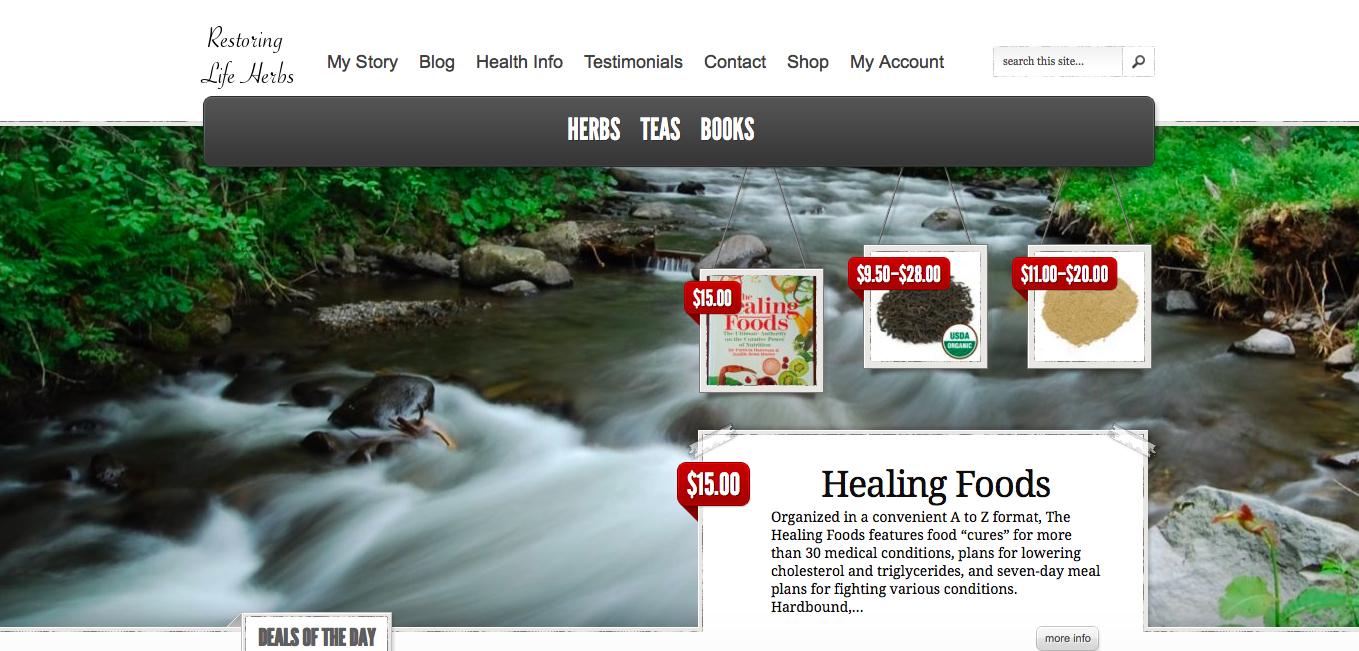 Restoring
Life Herbs
My Story Blog Health Info Testimonials Contact Shop My Account
search this site...
HERBS TEAS BOOKS
$15.00
The
Healing
Foods
The Ultimate Authority
on the Curative Power
of Nutrition
$9.50–$28.00
USDA
ORGANIC
$11.00–$20.00
$15.00
Healing Foods
Organized in a convenient A to Z format, The
Healing Foods features food “cures” for more
than 30 medical conditions, plans for lowering
cholesterol and triglycerides, and seven-day meal
plans for fighting various conditions.
Hardbound,...
more info
DEALS OF THE DAY